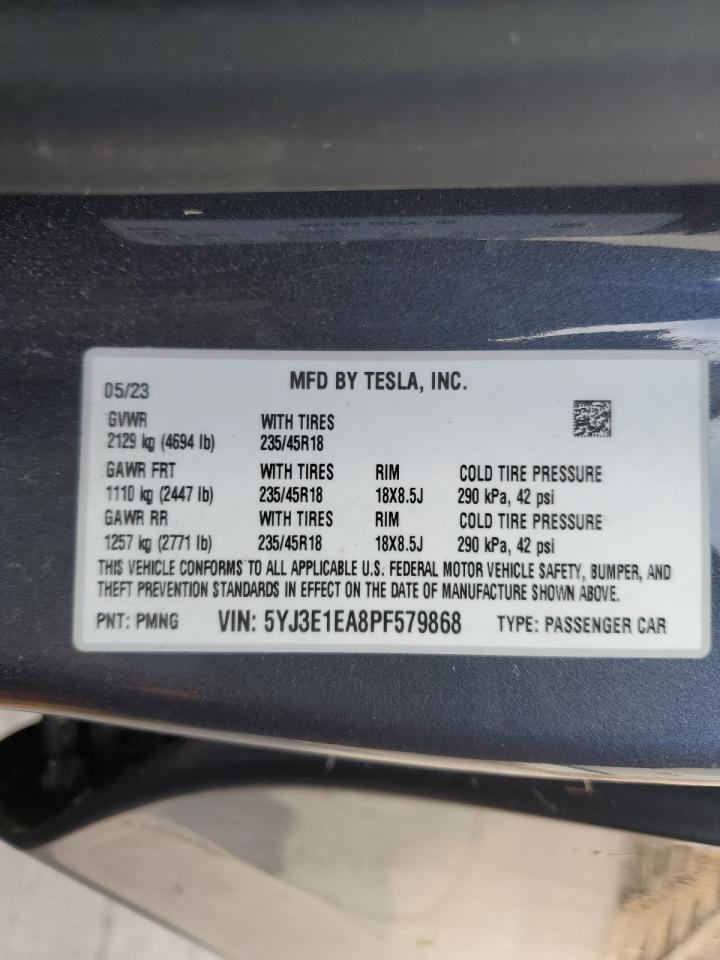 MFD BY TESLA, INC.
05/23
GVWR WITH TIRES
2129 kg (4694 lb) 235/45R18
GAWR FRT WITH TIRES RIM COLD TIRE PRESSURE
1110 kg (2447 lb) 235/45R18 18X8.5J 290 kPa, 42 psi
GAWR RR WITH TIRES RIM COLD TIRE PRESSURE
1257 kg (2771 lb) 235/45R18 18X8.5J 290 kPa, 42 psi
THIS VEHICLE CONFORMS TO ALL APPLICABLE U.S. FEDERAL MOTOR VEHICLE SAFETY, BUMPER, AND
THEFT PREVENTION STANDARDS IN EFFECT ON THE DATE OF MANUFACTURE SHOWN ABOVE.
PNT: PMNG VIN: 5YJ3E1EA8PF579868 TYPE: PASSENGER CAR